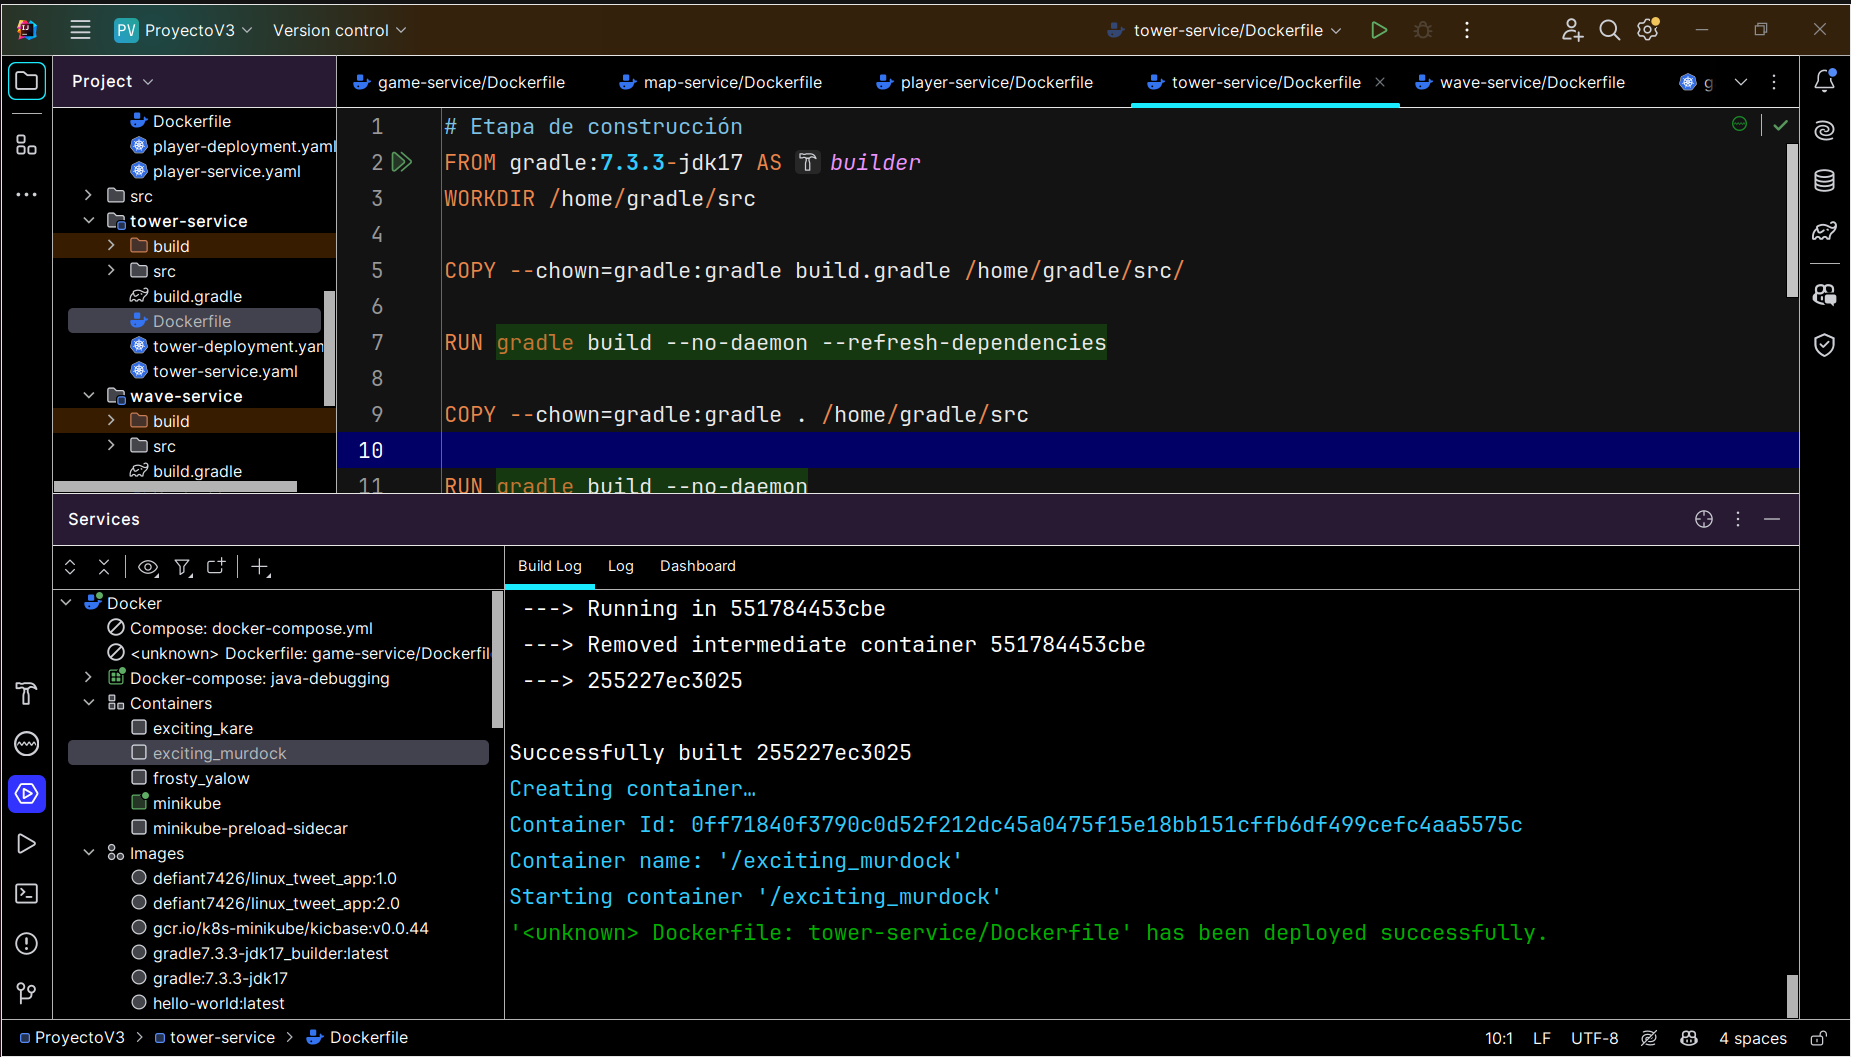 PV ProyectoV3 Version control tower-service/Dockerfile
Project
game-service/Dockerfile map-service/Dockerfile player-service/Dockerfile tower-service/Dockerfile wave-service/Dockerfile g
Dockerfile
player-deployment.yaml
player-service.yaml
src
tower-service
build
src
build.gradle
Dockerfile
tower-deployment.yam
tower-service.yaml
wave-service
build
src
build.gradle
1 # Etapa de construcción
2 FROM gradle:7.3.3-jdk17 AS builder
3 WORKDIR /home/gradle/src
4
5 COPY --chown=gradle:gradle build.gradle /home/gradle/src/
6
7 RUN gradle build --no-daemon --refresh-dependencies
8
9 COPY --chown=gradle:gradle . /home/gradle/src
10
11 RUN gradle build --no-daemon
Services
Build Log Log Dashboard
Docker
Compose: docker-compose.yml
<unknown> Dockerfile: game-service/Dockerfil
Docker-compose: java-debugging
Containers
exciting_kare
exciting_murdock
frosty_yalow
minikube
minikube-preload-sidecar
Images
defiant7426/linux_tweet_app:1.0
defiant7426/linux_tweet_app:2.0
gcr.io/k8s-minikube/kicbase:v0.0.44
gradle7.3.3-jdk17_builder:latest
gradle:7.3.3-jdk17
hello-world:latest
---> Running in 551784453cbe
---> Removed intermediate container 551784453cbe
---> 255227ec3025
Successfully built 255227ec3025
Creating container…
Container Id: 0ff71840f3790c0d52f212dc45a0475f15e18bb151cffb6df499cefc4aa5575c
Container name: '/exciting_murdock'
Starting container '/exciting_murdock'
'<unknown> Dockerfile: tower-service/Dockerfile' has been deployed successfully.
ProyectoV3 > tower-service > Dockerfile 10:1 LF UTF-8 4 spaces